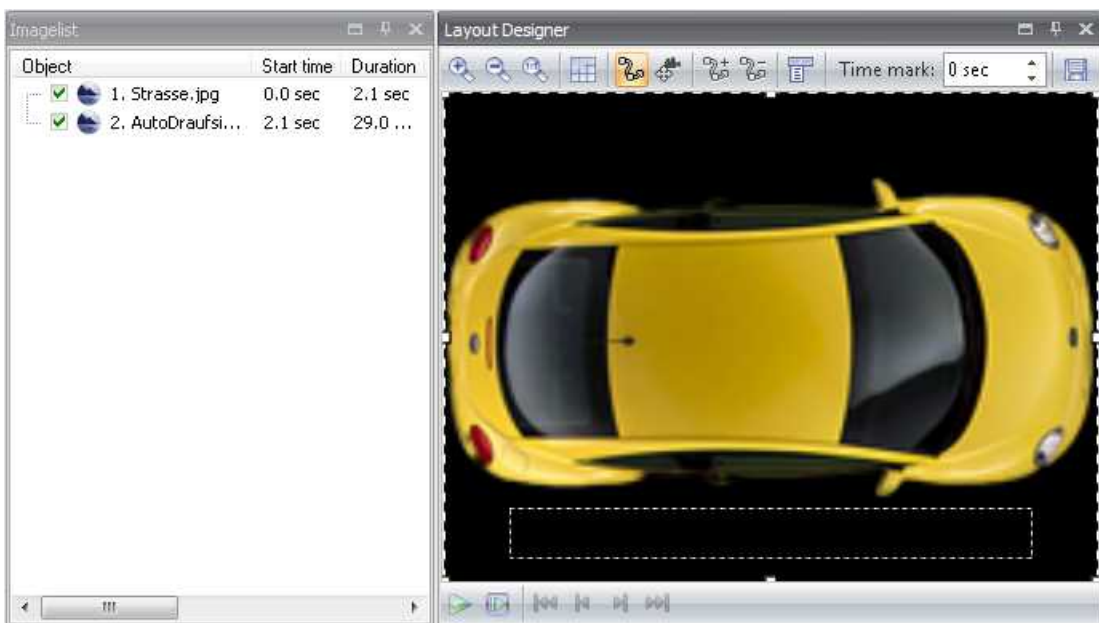 Imagelist
Object Start time Duration
1. Strasse.jpg 0.0 sec 2.1 sec
2. AutoDraufsi... 2.1 sec 29.0 ...
Layout Designer
Time mark: 0 sec